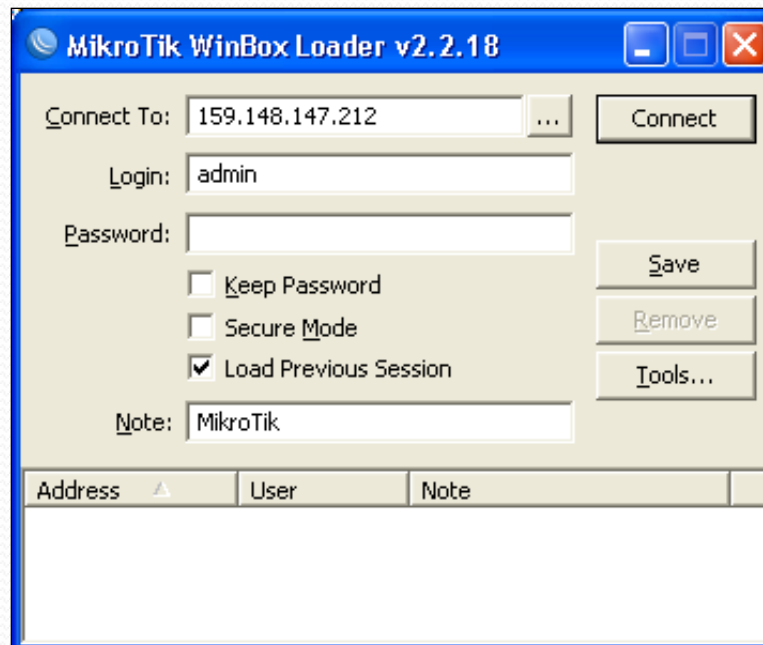 MikroTik WinBox Loader v2.2.18
Connect To: 159.148.147.212 ... Connect
Login: admin
Password:
Keep Password
Save
Secure Mode
Remove
Load Previous Session
Tools...
Note: MikroTik
Address User Note